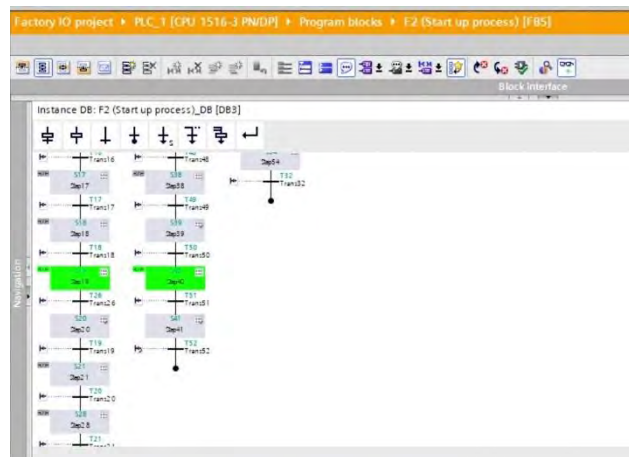 Factory IO project ▸ PLC_1 [CPU 1516-3 PN/DP] ▸ Program blocks ▸ F2 (Start up process) [FB5]
Block interface
Instance DB: F2 (Start up process)_DB [DB3]
Trans16
Trans48
Step54
S17
Step17
S38
Step38
T32
Trans32
T17
Trans17
T49
Trans49
S18
Step18
S39
Step39
T18
Trans18
T50
Trans50
Step19
Step40
T26
Trans26
T51
Trans51
S20
Step20
S41
Step41
T19
Trans19
T52
Trans52
S21
Step21
T20
Trans20
S28
Step28
T21
Navigation